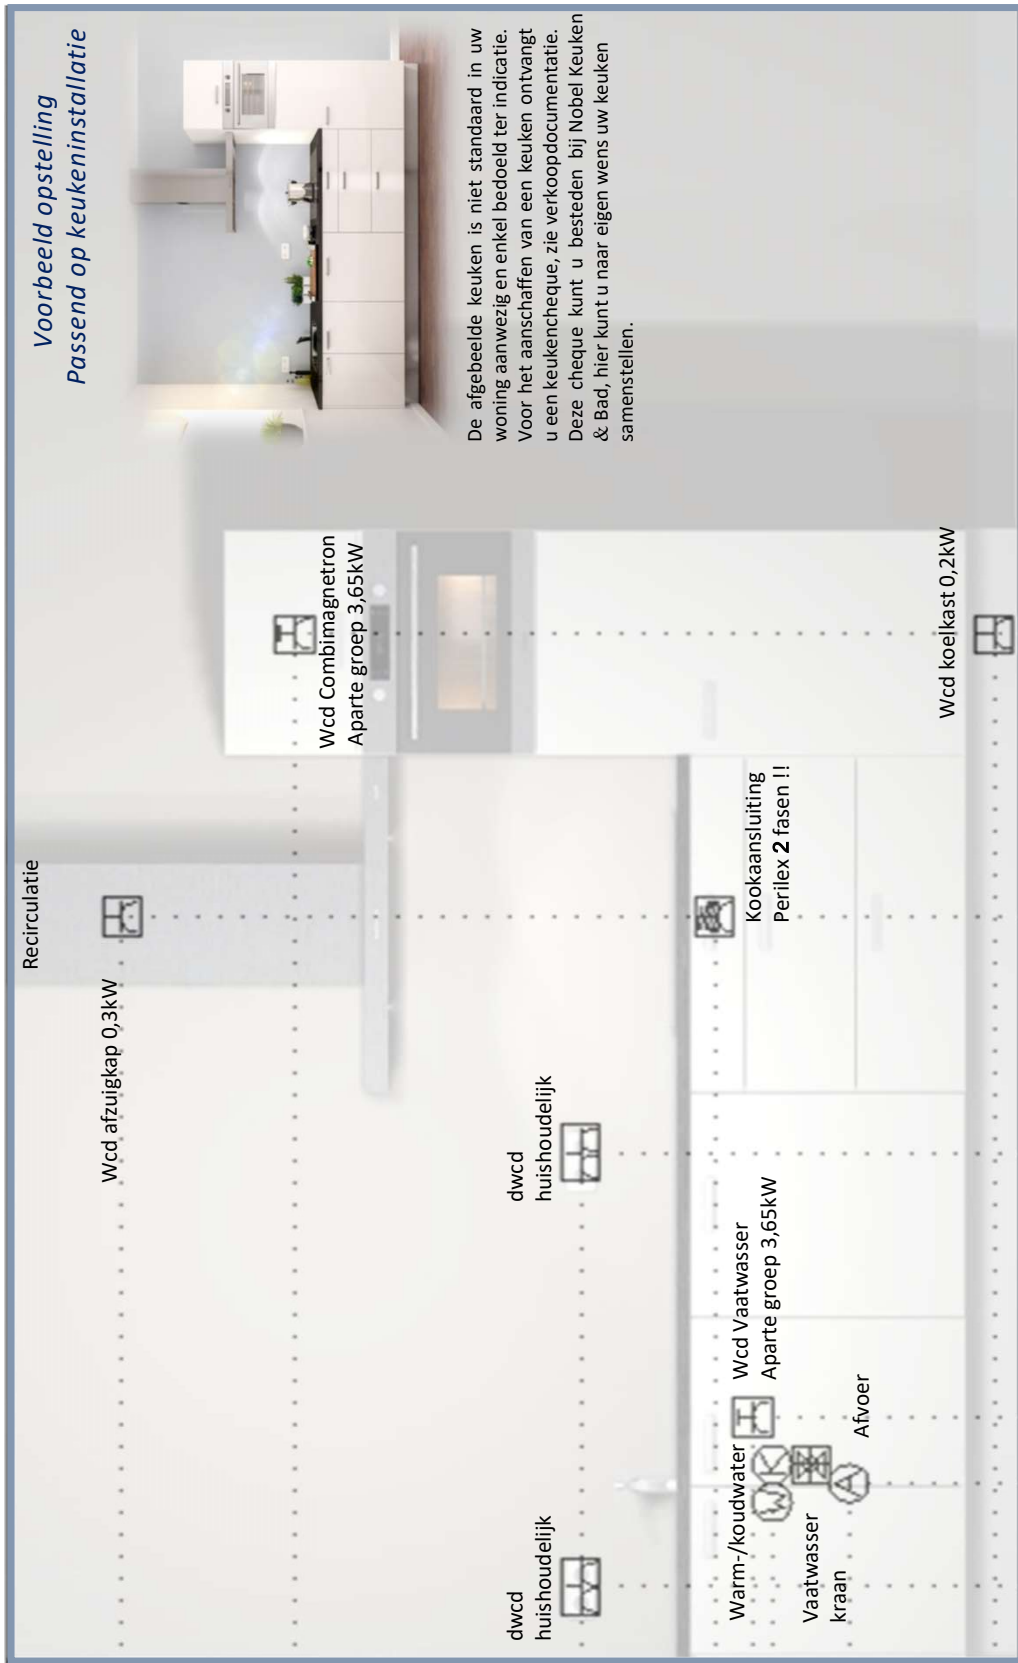 Voorbeeld opstelling
Passend op keukeninstallatie
De afgebeelde keuken is niet standaard in uw
woning aanwezig en enkel bedoeld ter indicatie.
Voor het aanschaffen van een keuken ontvangt
u een keukencheque, zie verkoopdocumentatie.
Deze cheque kunt u besteden bij Nobel Keuken
& Bad, hier kunt u naar eigen wens uw keuken
samenstellen.
Recirculatie
Wcd afzuigkap 0,3kW
Wcd Combimagnetron
Aparte groep 3,65kW
dwcd
huishoudelijk
dwcd
huishoudelijk
Kookaansluiting
Perilex 2 fasen !!
Warm-/koudwater
W
K
Wcd Vaatwasser
Aparte groep 3,65kW
Vaatwasser
kraan
A
Afvoer
Wcd koelkast 0,2kW